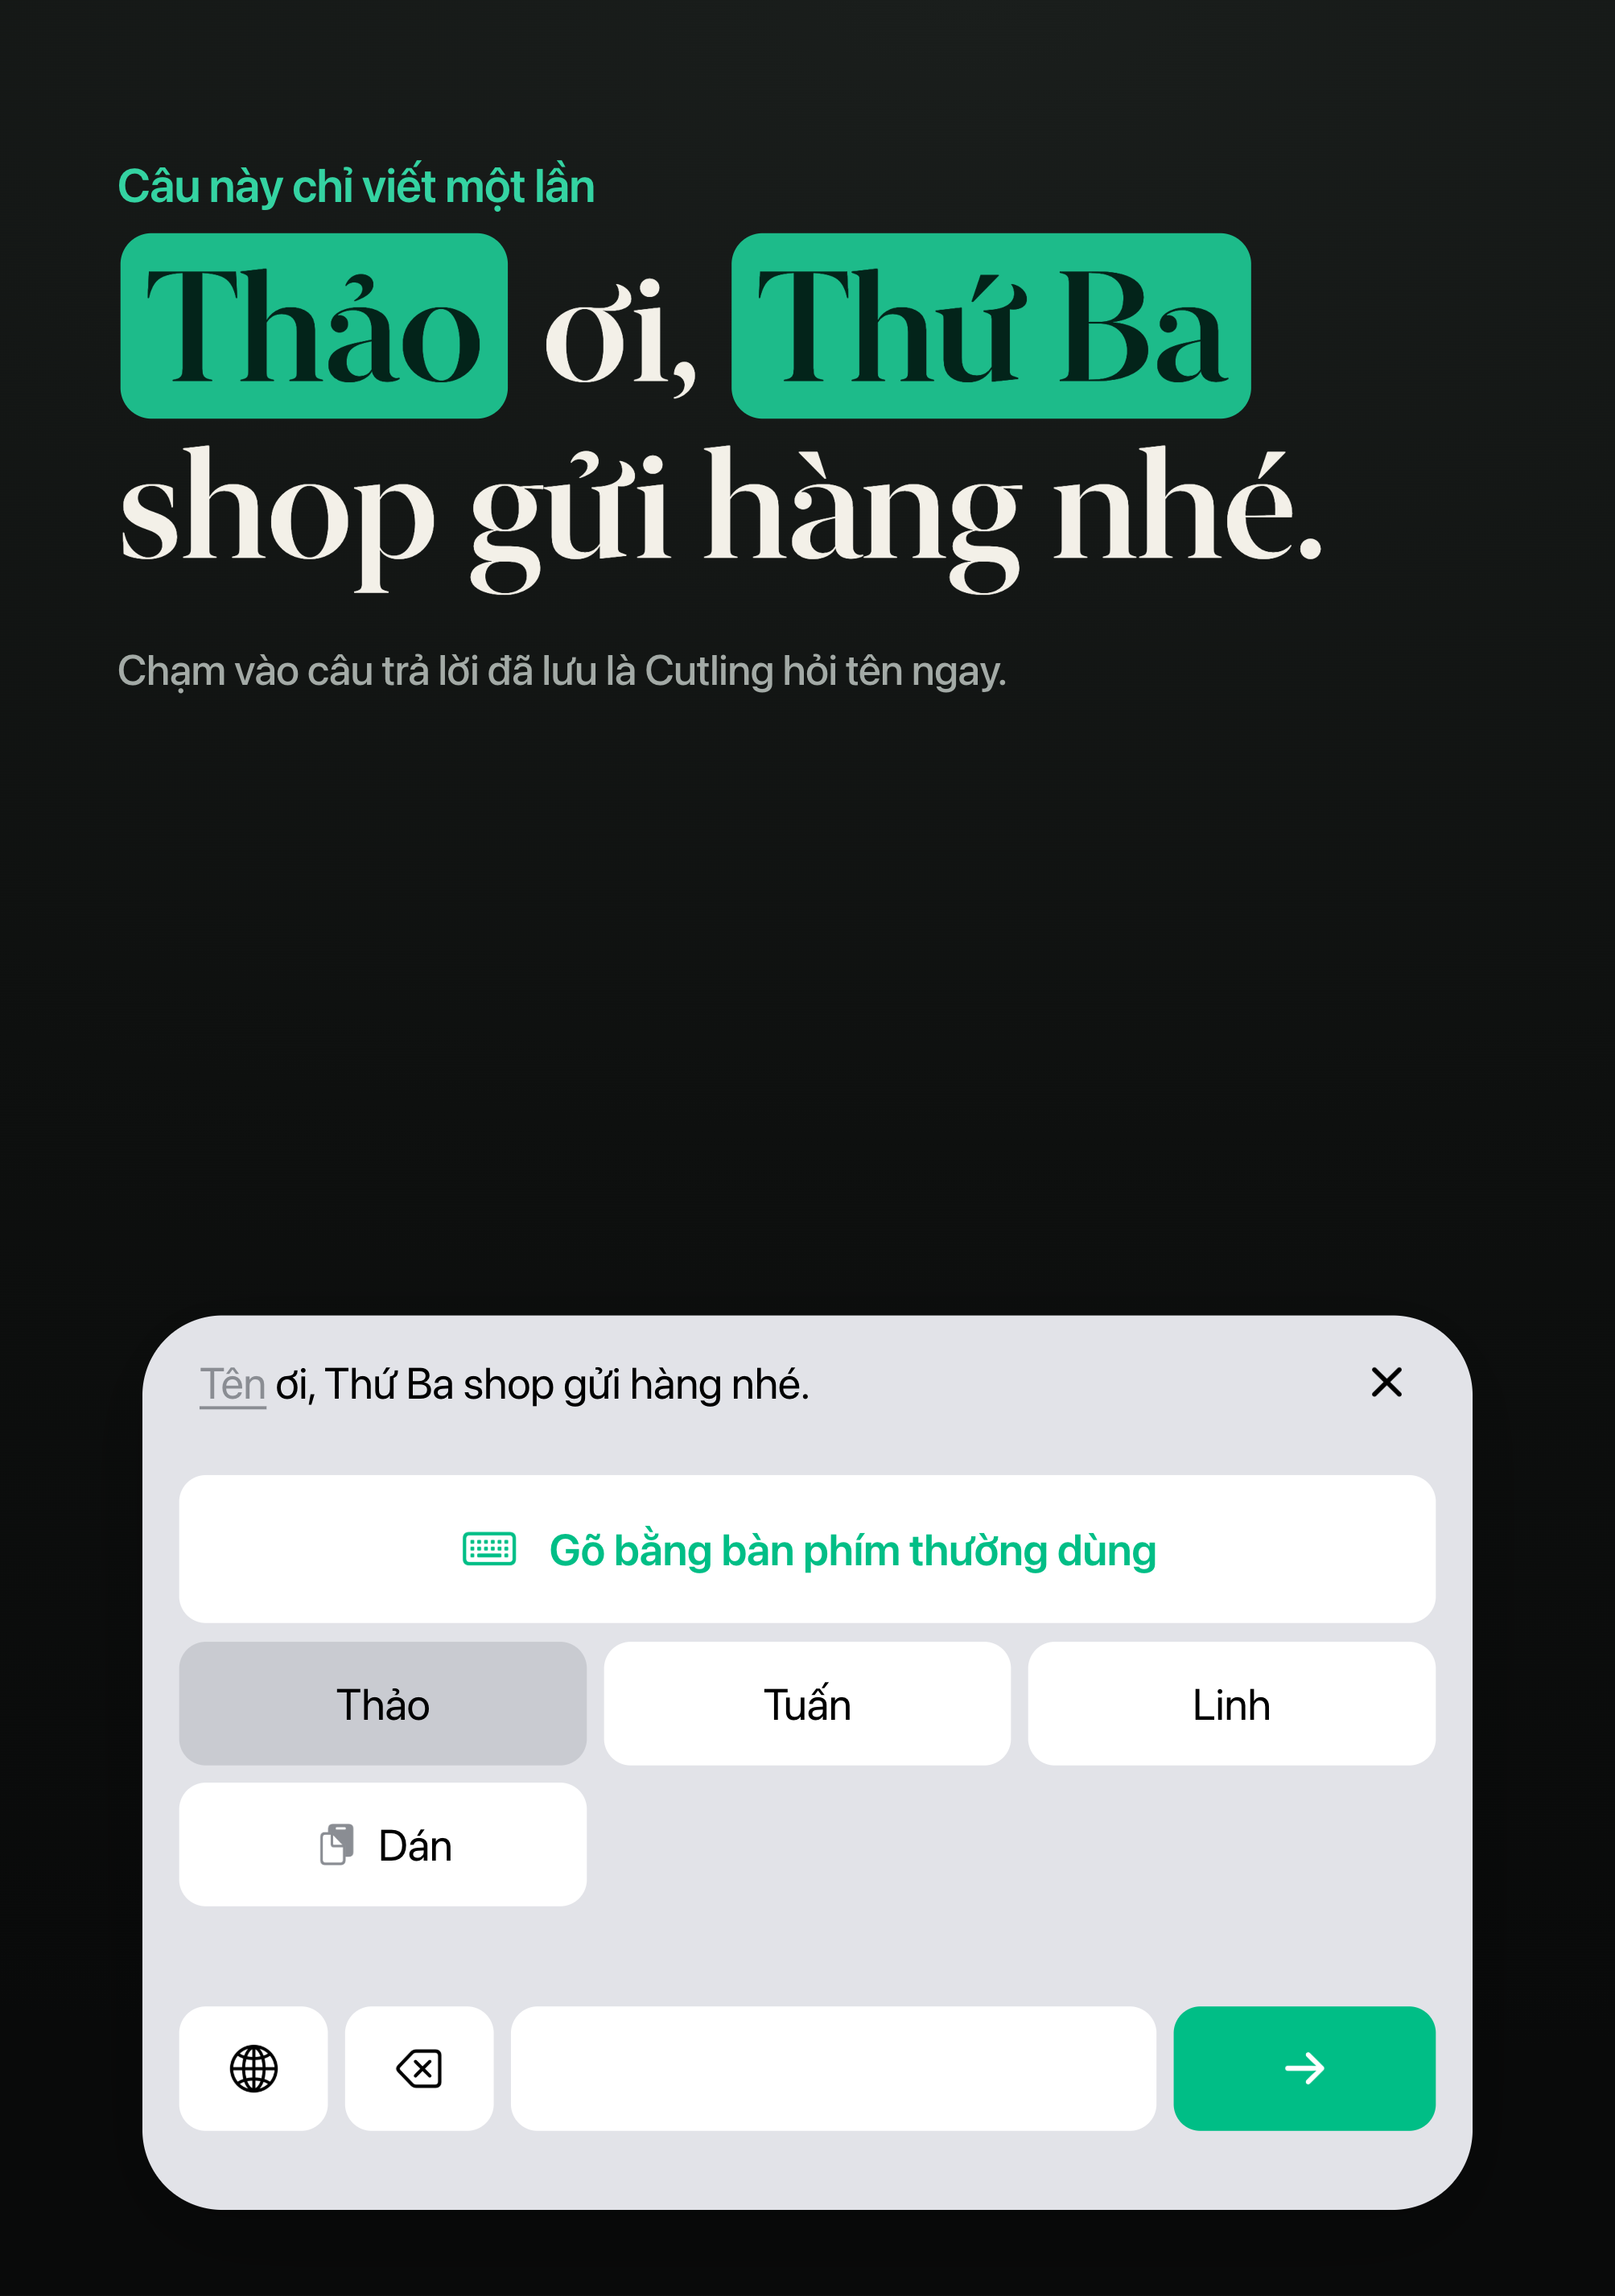 Câu này chỉ viết một lần
Thảo ơi, Thứ Ba
shop gửi hàng nhé.
Chạm vào câu trả lời đã lưu là Cutling hỏi tên ngay.
Tên ơi, Thứ Ba shop gửi hàng nhé.
Gõ bằng bàn phím thường dùng
Thảo Tuấn Linh
Dán